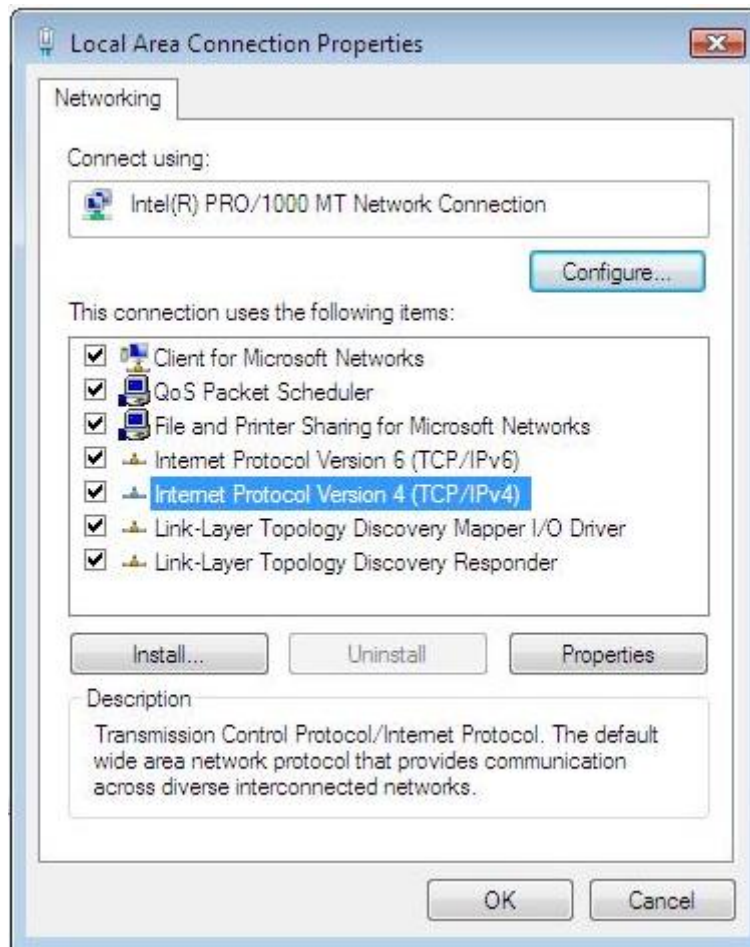 Local Area Connection Properties
Networking
Connect using:
Intel(R) PRO/1000 MT Network Connection
Configure...
This connection uses the following items:
Client for Microsoft Networks
QoS Packet Scheduler
File and Printer Sharing for Microsoft Networks
Internet Protocol Version 6 (TCP/IPv6)
Internet Protocol Version 4 (TCP/IPv4)
Link-Layer Topology Discovery Mapper I/O Driver
Link-Layer Topology Discovery Responder
Install... Uninstall Properties
Description
Transmission Control Protocol/Internet Protocol. The default
wide area network protocol that provides communication
across diverse interconnected networks.
OK Cancel